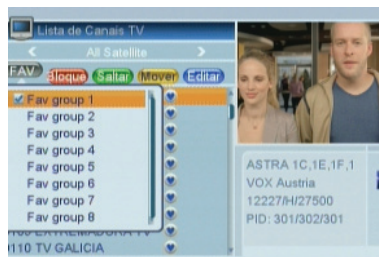 Lista de Canais TV
All Satellite
FAV Bloque Saltar Mover Editar
Fav group 1
Fav group 2
Fav group 3
Fav group 4
Fav group 5
Fav group 6
Fav group 7
Fav group 8
EXTREMADURA TV
0110 TV GALICIA
ASTRA 1C,1E,1F,1
VOX Austria
12227/H/27500
PID: 301/302/301